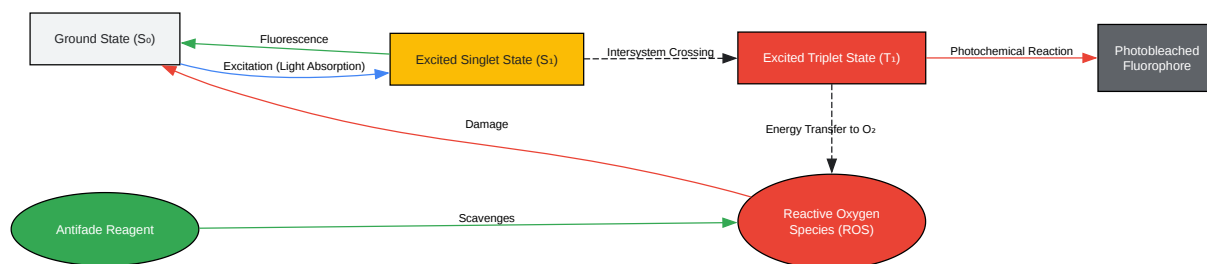 Ground State (S₀)
Fluorescence
Excitation (Light Absorption)
Excited Singlet State (S₁)
Intersystem Crossing
Excited Triplet State (T₁)
Photochemical Reaction
Photobleached
Fluorophore
Damage
Energy Transfer to O₂
Antifade Reagent
Scavenges
Reactive Oxygen
Species (ROS)